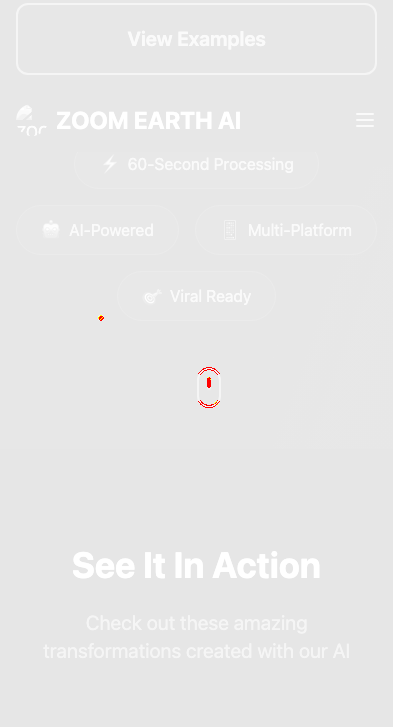 View Examples
ZOOM EARTH AI
60-Second Processing
AI-Powered
Multi-Platform
Viral Ready
See It In Action
Check out these amazing
transformations created with our AI